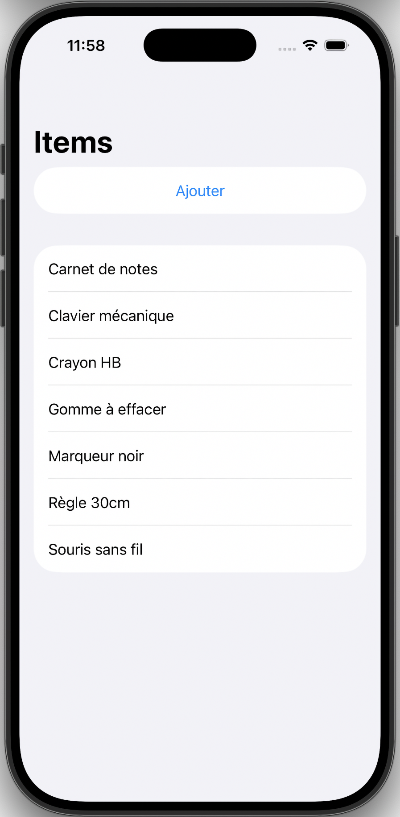 11:58
Items
Ajouter
Carnet de notes
Clavier mécanique
Crayon HB
Gomme à effacer
Marqueur noir
Règle 30cm
Souris sans fil